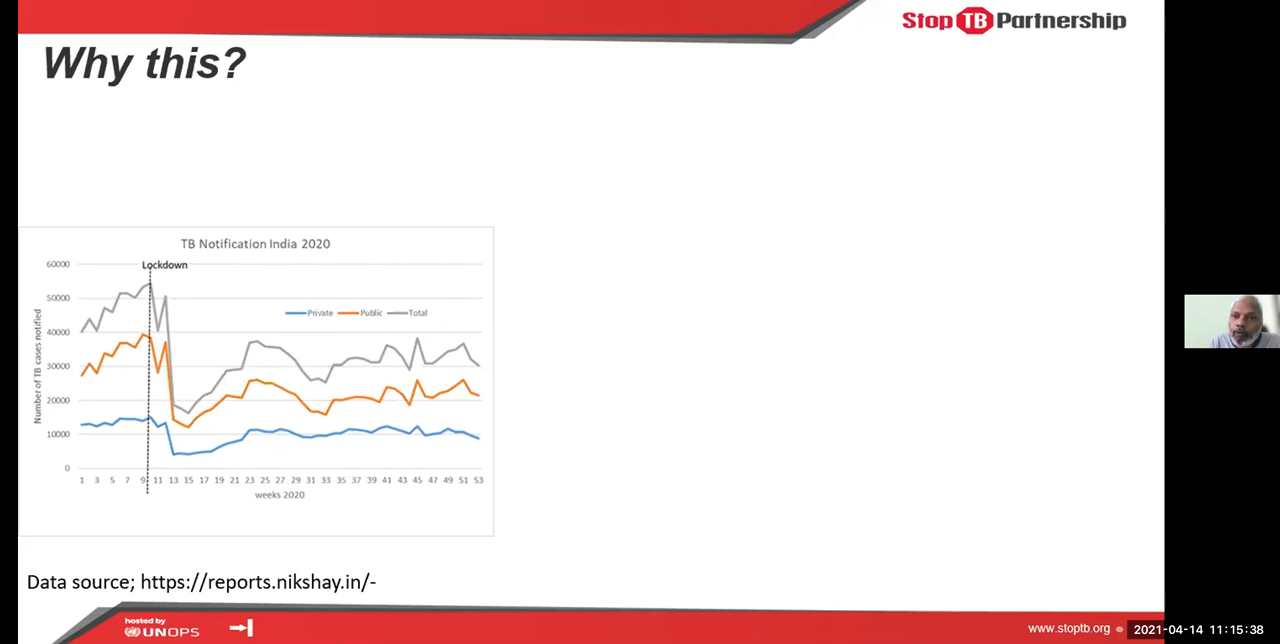 Stop TB Partnership
Why this?
TB Notification India 2020
Lockdown
60000
50000
40000
30000
20000
10000
0
Number of TB cases notified
Private Public Total
1 3 5 7 9 11 13 15 17 19 21 23 25 27 29 31 33 35 37 39 41 43 45 47 49 51 53
weeks 2020
Data source; https://reports.nikshay.in/-
hosted by
UNOPS
www.stoptb.org
2021-04-14 11:15:38